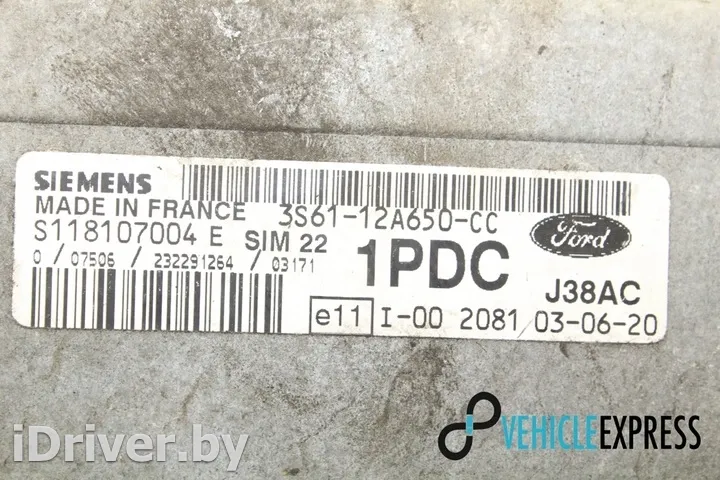 SIEMENS
MADE IN FRANCE 3S61-12A650-CC
S118107004 E SIM 22 1PDC Ford
0 / 07506 / 232291264 / 03171
J38AC
e11 I-00 2081 03-06-20
VEHICLEEXPRESS
iDriver.by